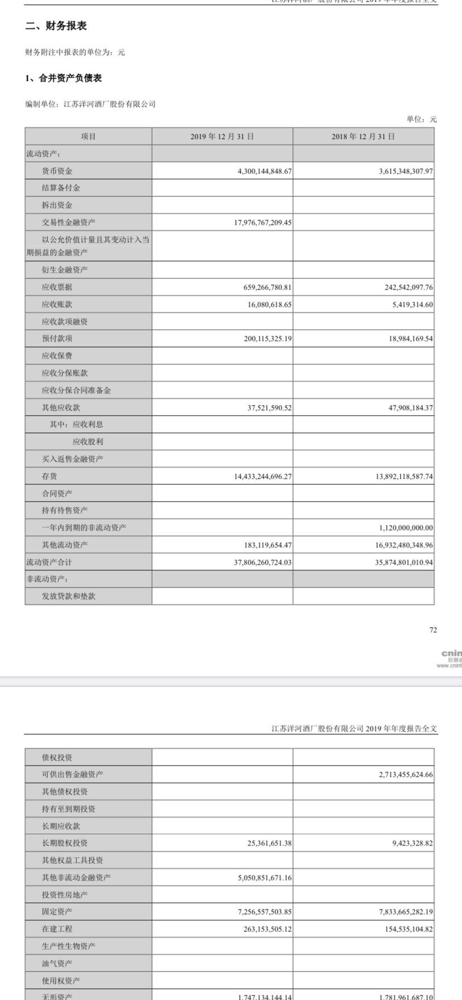 江苏洋河酒厂股份有限公司 2019 年年度报告全文
二、财务报表
财务附注中报表的单位为：元
1、合并资产负债表
编制单位：江苏洋河酒厂股份有限公司
单位：元
项目 2019 年 12 月 31 日 2018 年 12 月 31 日
流动资产：
货币资金 4,300,144,848.67 3,615,348,307.97
结算备付金
拆出资金
交易性金融资产 17,976,767,209.45
以公允价值计量且其变动计入当
期损益的金融资产
衍生金融资产
应收票据 659,266,780.81 242,542,097.76
应收账款 16,080,618.65 5,419,314.60
应收款项融资
预付款项 200,115,325.19 18,984,169.54
应收保费
应收分保账款
应收分保合同准备金
其他应收款 37,521,590.52 47,908,184.37
其中：应收利息
应收股利
买入返售金融资产
存货 14,433,244,696.27 13,892,118,587.74
合同资产
持有待售资产
一年内到期的非流动资产 1,120,000,000.00
其他流动资产 183,119,654.47 16,932,480,348.96
流动资产合计 37,806,260,724.03 35,874,801,010.94
非流动资产：
发放贷款和垫款
72
cnin
巨潮资
www.cninf
江苏洋河酒厂股份有限公司 2019 年年度报告全文
债权投资
可供出售金融资产 2,713,455,624.66
其他债权投资
持有至到期投资
长期应收款
长期股权投资 25,361,651.38 9,423,328.82
其他权益工具投资
其他非流动金融资产 5,050,851,671.16
投资性房地产
固定资产 7,256,557,503.85 7,833,665,282.19
在建工程 263,153,505.12 154,535,104.82
生产性生物资产
油气资产
使用权资产
无形资产 1,747,134,144.14 1,781,961,687.10